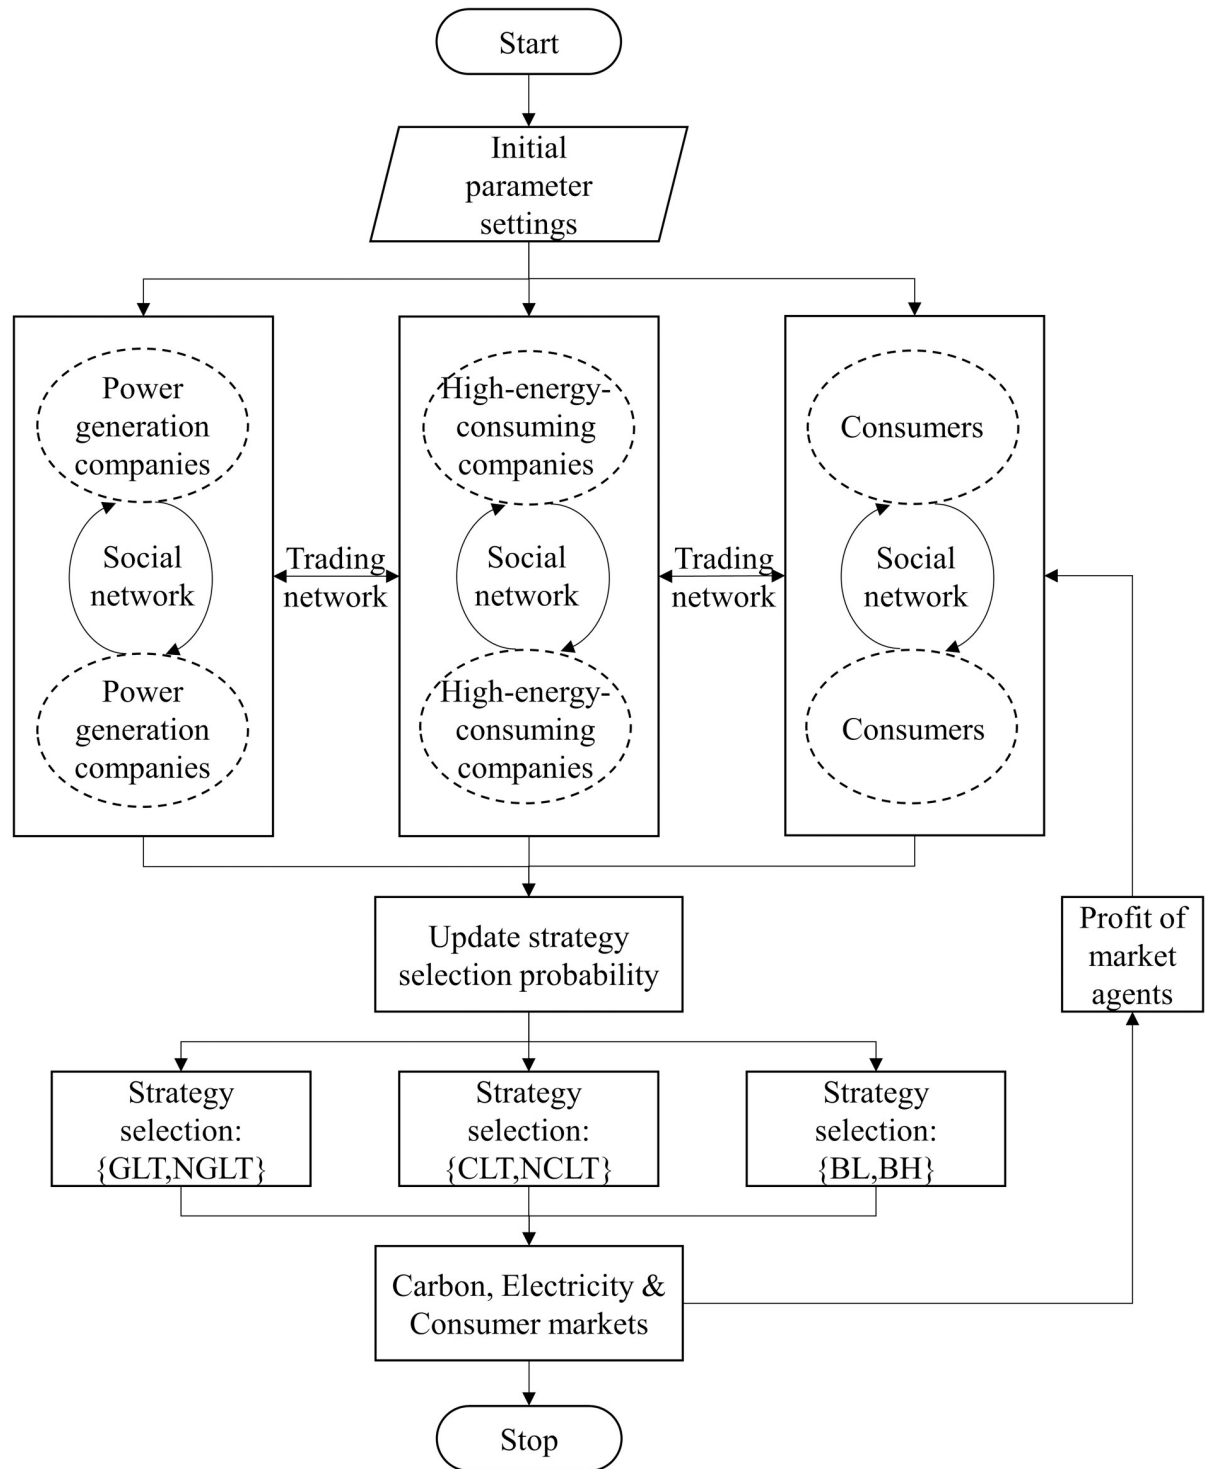 Start
Initial
parameter
settings
Power
generation
companies
High-energy-
consuming
companies
Consumers
Social
network
Trading
network
Social
network
Trading
network
Social
network
Power
generation
companies
High-energy-
consuming
companies
Consumers
Update strategy
selection probability
Profit of
market
agents
Strategy
selection:
{GLT,NGLT}
Strategy
selection:
{CLT,NCLT}
Strategy
selection:
{BL,BH}
Carbon, Electricity &
Consumer markets
Stop